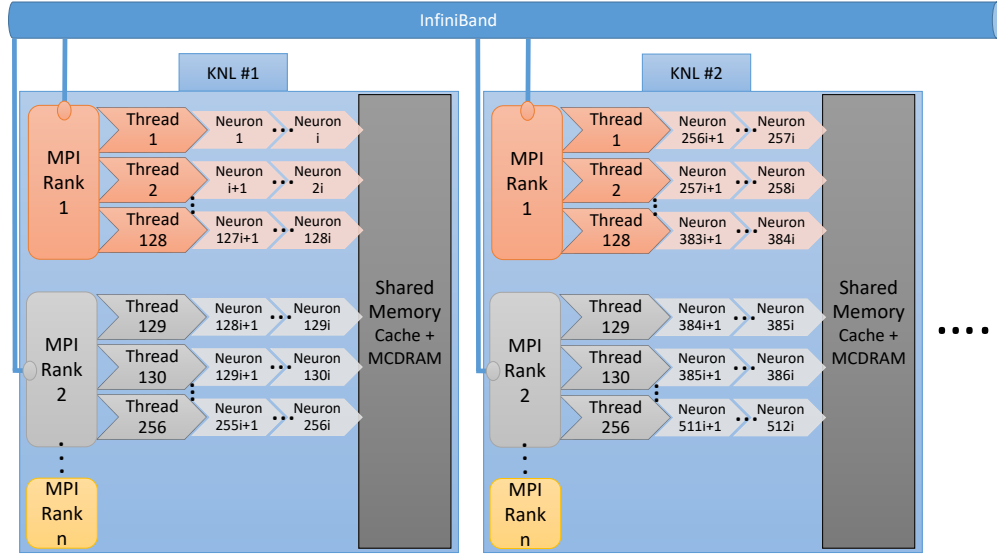 InfiniBand
KNL #1
MPI
Rank
1
Thread
1
Neuron
1
Neuron
i
Thread
2
Neuron
i+1
Neuron
2i
Thread
128
Neuron
127i+1
Neuron
128i
MPI
Rank
2
Thread
129
Neuron
128i+1
Neuron
129i
Thread
130
Neuron
129i+1
Neuron
130i
Thread
256
Neuron
255i+1
Neuron
256i
MPI
Rank
n
Shared
Memory
Cache +
MCDRAM
KNL #2
MPI
Rank
1
Thread
1
Neuron
256i+1
Neuron
257i
Thread
2
Neuron
257i+1
Neuron
258i
Thread
128
Neuron
383i+1
Neuron
384i
MPI
Rank
2
Thread
129
Neuron
384i+1
Neuron
385i
Thread
130
Neuron
385i+1
Neuron
386i
Thread
256
Neuron
511i+1
Neuron
512i
MPI
Rank
n
Shared
Memory
Cache +
MCDRAM